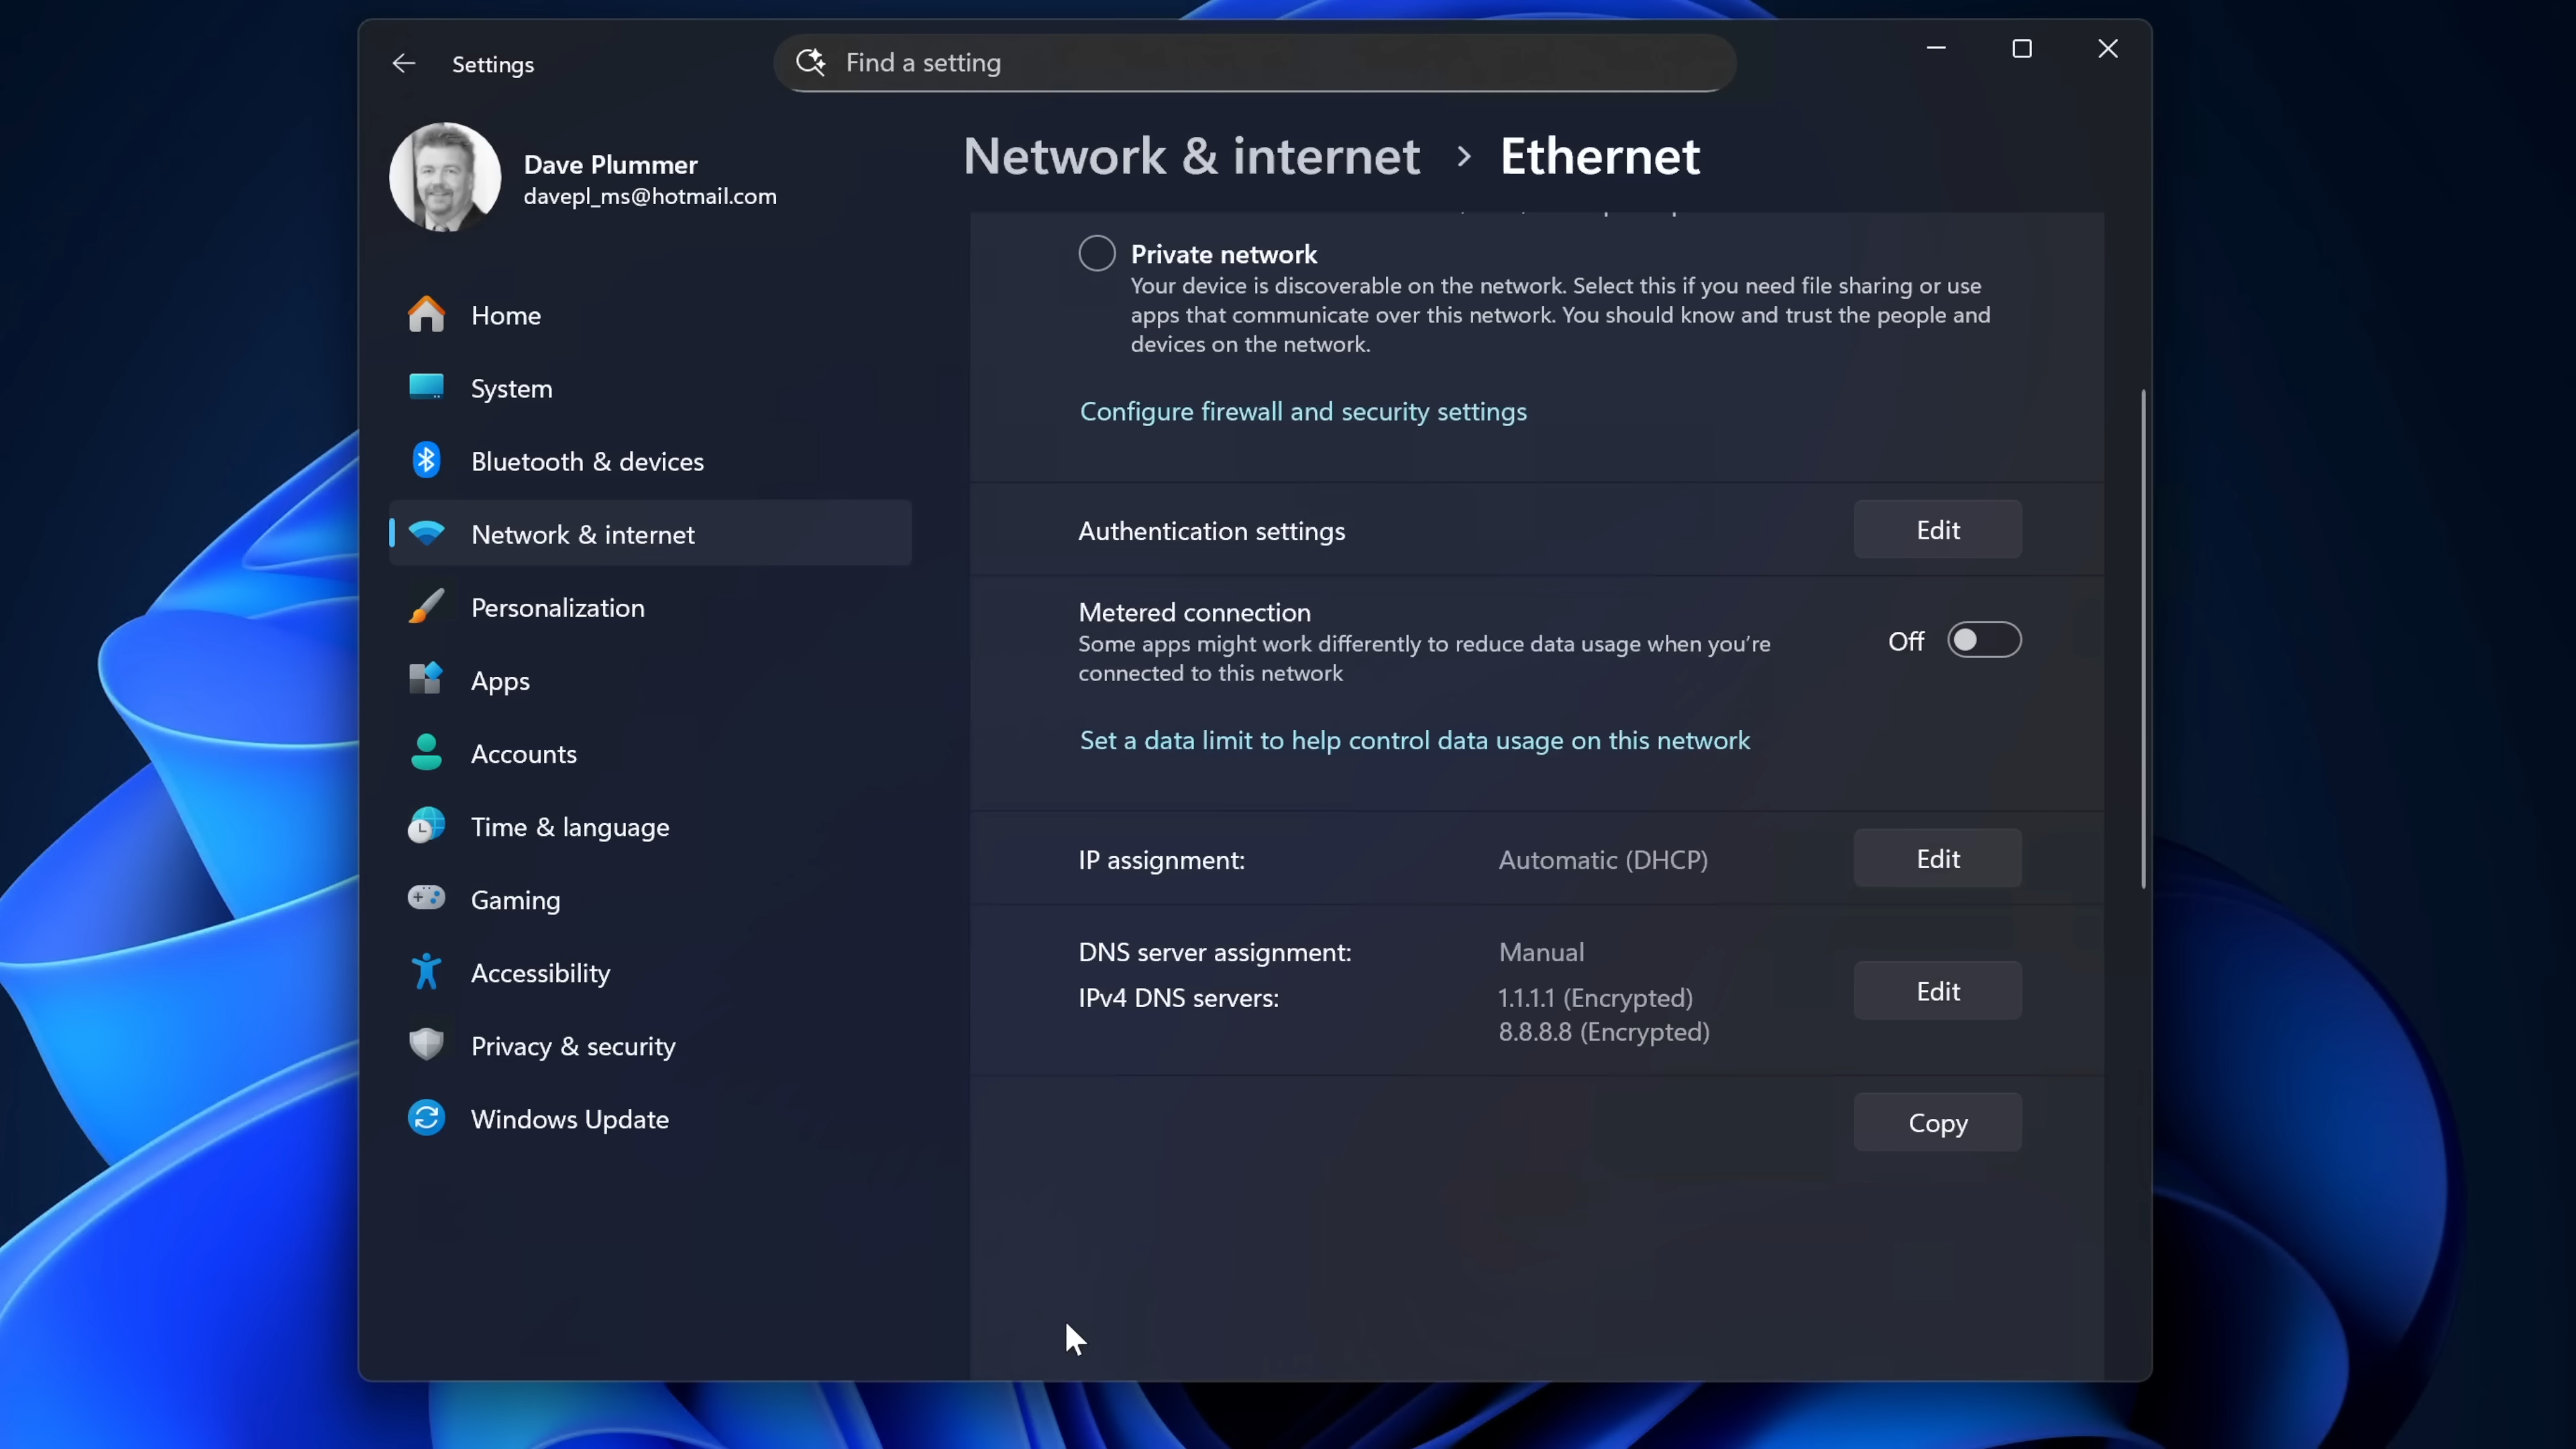 Settings
Find a setting
Dave Plummer
davepl_ms@hotmail.com
Home
System
Bluetooth & devices
Network & internet
Personalization
Apps
Accounts
Time & language
Gaming
Accessibility
Privacy & security
Windows Update
Network & internet > Ethernet
Private network
Your device is discoverable on the network. Select this if you need file sharing or use
apps that communicate over this network. You should know and trust the people and
devices on the network.
Configure firewall and security settings
Authentication settings
Edit
Metered connection
Some apps might work differently to reduce data usage when you're
connected to this network
Off
Set a data limit to help control data usage on this network
IP assignment: Automatic (DHCP)
Edit
DNS server assignment: Manual
IPv4 DNS servers: 1.1.1.1 (Encrypted)
8.8.8.8 (Encrypted)
Edit
Copy